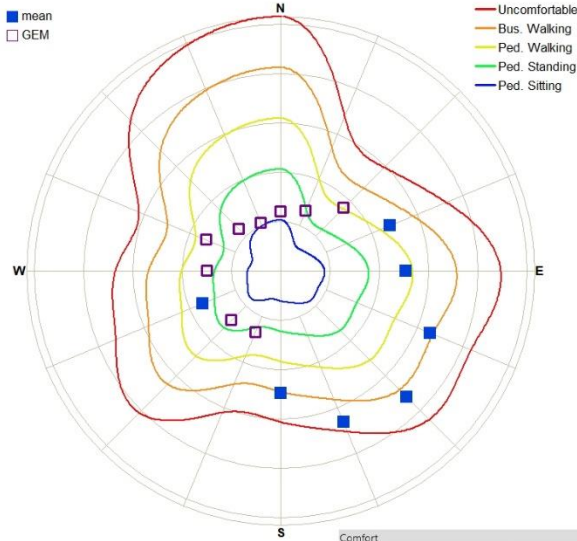 mean
GEM
N
Uncomfortable
Bus. Walking
Ped. Walking
Ped. Standing
Ped. Sitting
W
E
S
Comfort